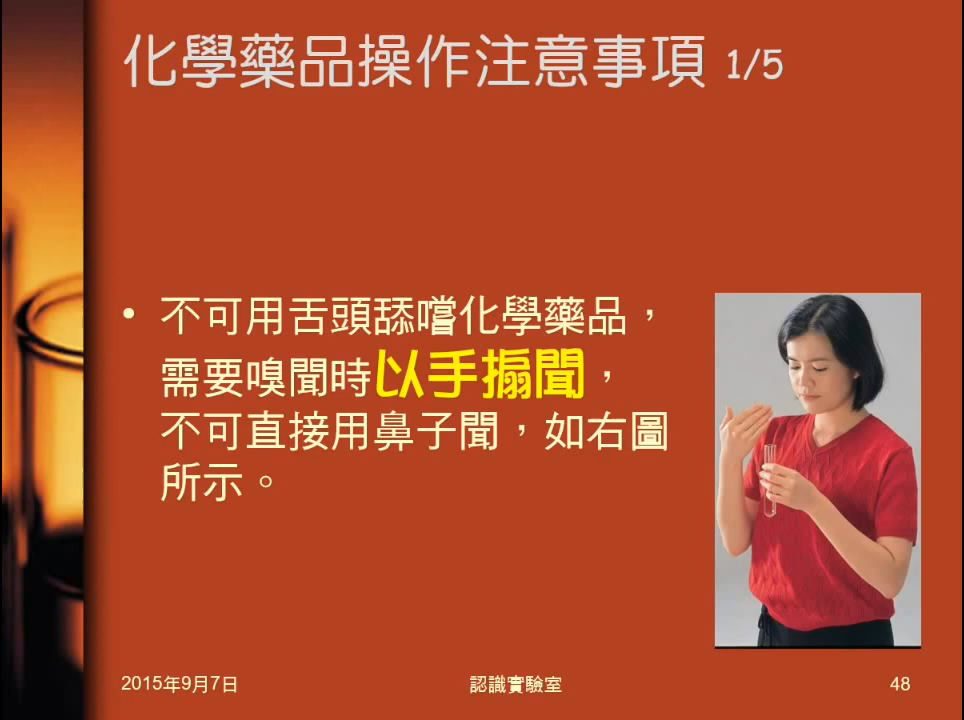 化學藥品操作注意事項 1/5
• 不可用舌頭舔嚐化學藥品，
需要嗅聞時以手搧聞，
不可直接用鼻子聞，如右圖
所示。
2015年9月7日
認識實驗室
48